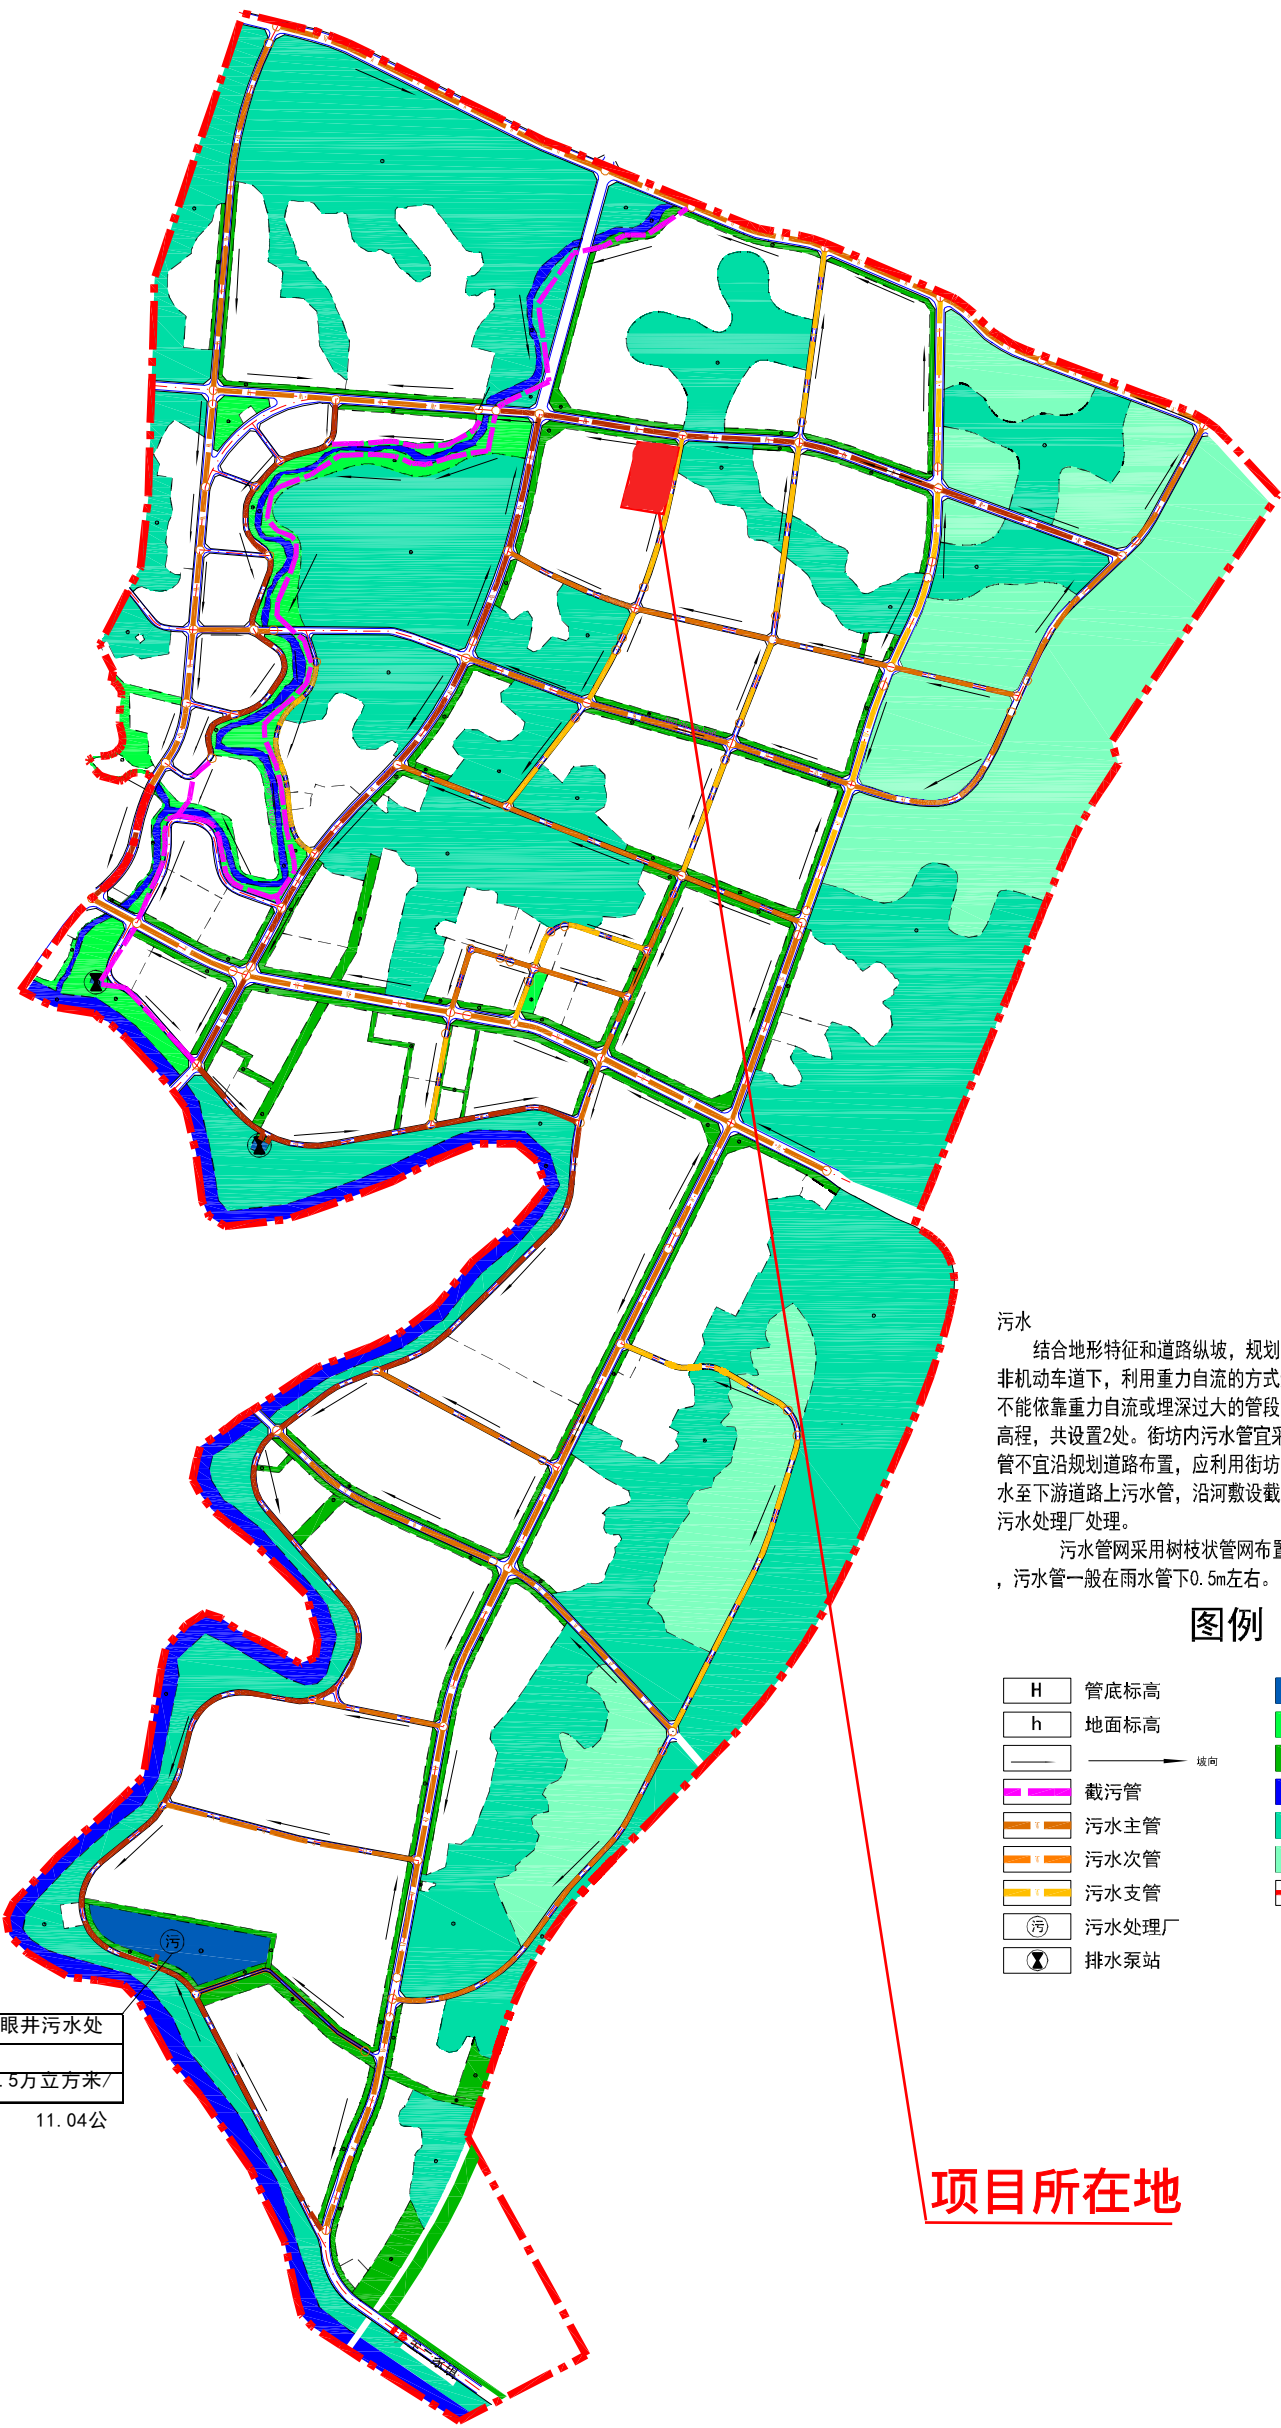 污水
结合地形特征和道路纵坡，规划
非机动车道下，利用重力自流的方式
不能依靠重力自流或埋深过大的管段
高程，共设置2处。街坊内污水管宜采
管不宜沿规划道路布置，应利用街坊
水至下游道路上污水管，沿河敷设截
污水处理厂处理。
污水管网采用树枝状管网布置
，污水管一般在雨水管下0.5m左右。
图例
H 管底标高
h 地面标高
坡向
截污管
污水主管
污水次管
污水支管
污 污水处理厂
排水泵站
污
眼井污水处
.5万立方米/
11.04公
项目所在地